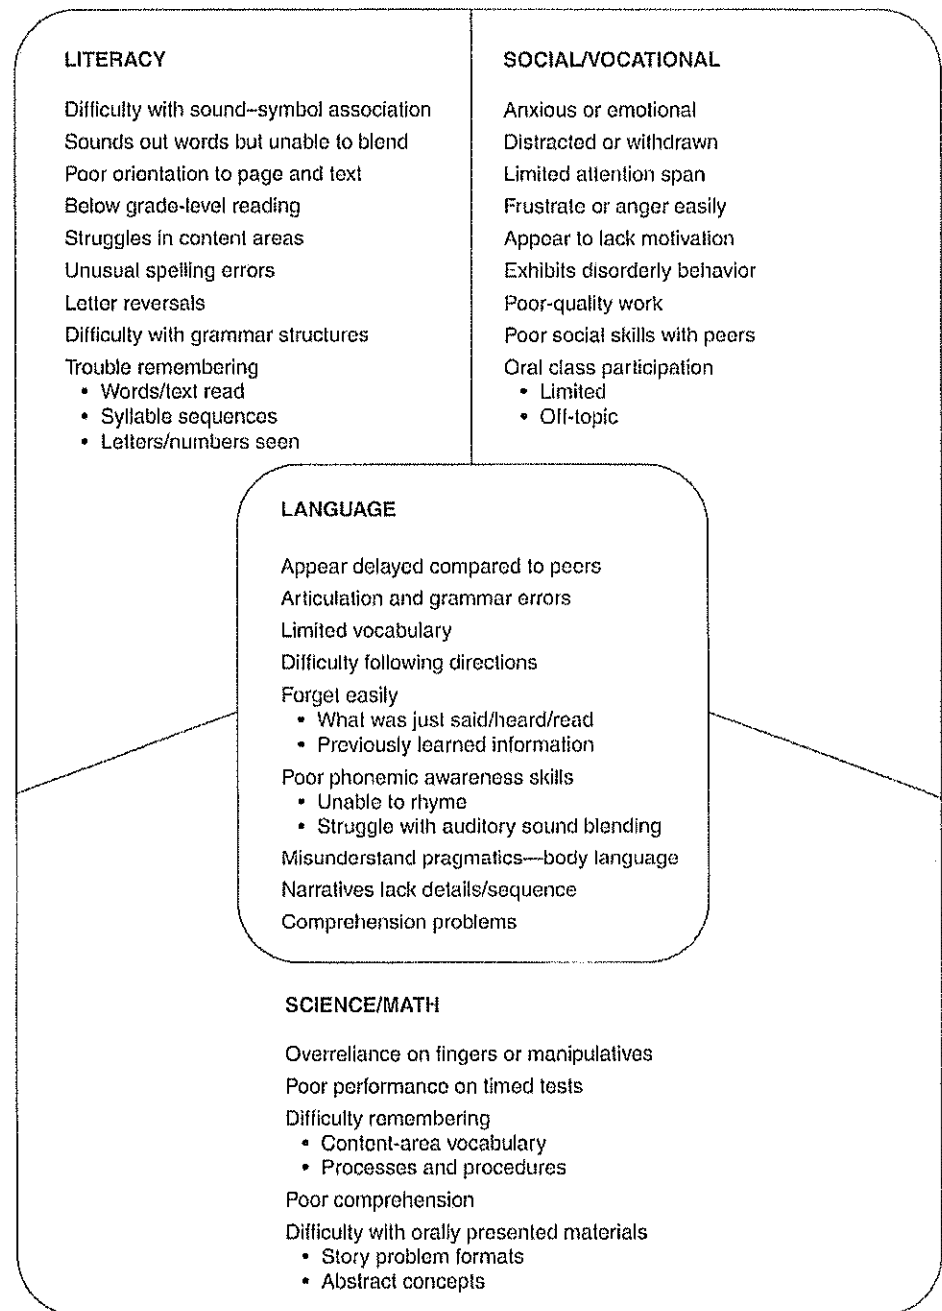 LITERACY
Difficulty with sound–symbol association
Sounds out words but unable to blend
Poor orientation to page and text
Below grade-level reading
Struggles in content areas
Unusual spelling errors
Letter reversals
Difficulty with grammar structures
Trouble remembering
• Words/text read
• Syllable sequences
• Letters/numbers seen
SOCIAL/VOCATIONAL
Anxious or emotional
Distracted or withdrawn
Limited attention span
Frustrate or anger easily
Appear to lack motivation
Exhibits disorderly behavior
Poor-quality work
Poor social skills with peers
Oral class participation
• Limited
• Off-topic
LANGUAGE
Appear delayed compared to peers
Articulation and grammar errors
Limited vocabulary
Difficulty following directions
Forget easily
• What was just said/heard/read
• Previously learned information
Poor phonemic awareness skills
• Unable to rhyme
• Struggle with auditory sound blending
Misunderstand pragmatics—body language
Narratives lack details/sequence
Comprehension problems
SCIENCE/MATH
Overreliance on fingers or manipulatives
Poor performance on timed tests
Difficulty remembering
• Content-area vocabulary
• Processes and procedures
Poor comprehension
Difficulty with orally presented materials
• Story problem formats
• Abstract concepts